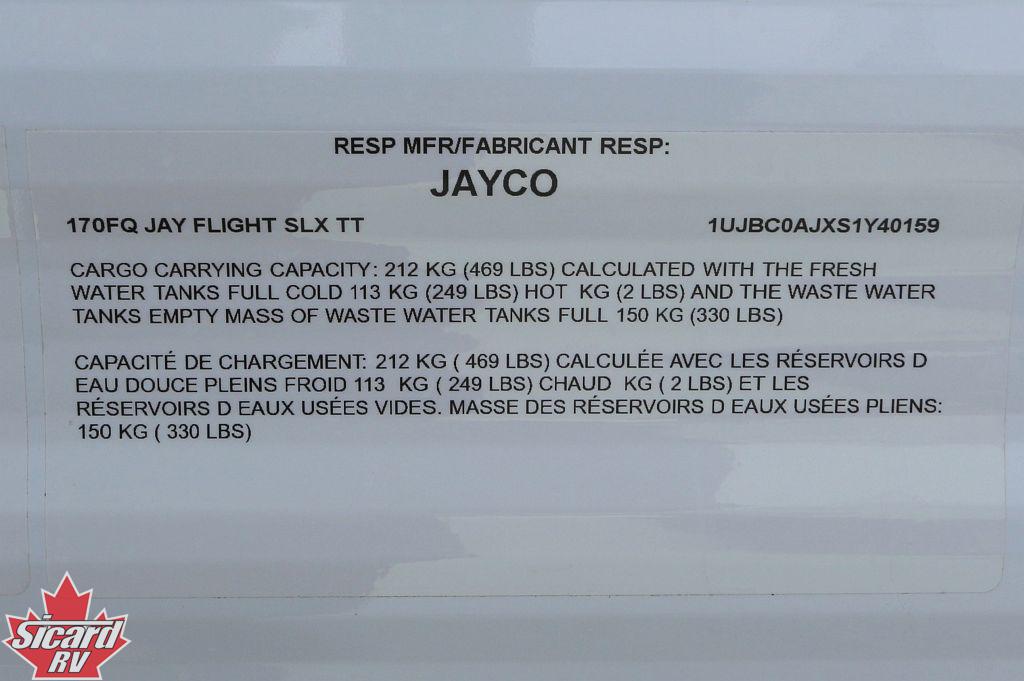 RESP MFR/FABRICANT RESP:
JAYCO
170FQ JAY FLIGHT SLX TT 1UJBC0AJXS1Y40159
CARGO CARRYING CAPACITY: 212 KG (469 LBS) CALCULATED WITH THE FRESH
WATER TANKS FULL COLD 113 KG (249 LBS) HOT KG (2 LBS) AND THE WASTE WATER
TANKS EMPTY MASS OF WASTE WATER TANKS FULL 150 KG (330 LBS)
CAPACITÉ DE CHARGEMENT: 212 KG ( 469 LBS) CALCULÉE AVEC LES RÉSERVOIRS D
EAU DOUCE PLEINS FROID 113 KG ( 249 LBS) CHAUD KG ( 2 LBS) ET LES
RÉSERVOIRS D EAUX USÉES VIDES. MASSE DES RÉSERVOIRS D EAUX USÉES PLIENS:
150 KG ( 330 LBS)
Sicard
RV